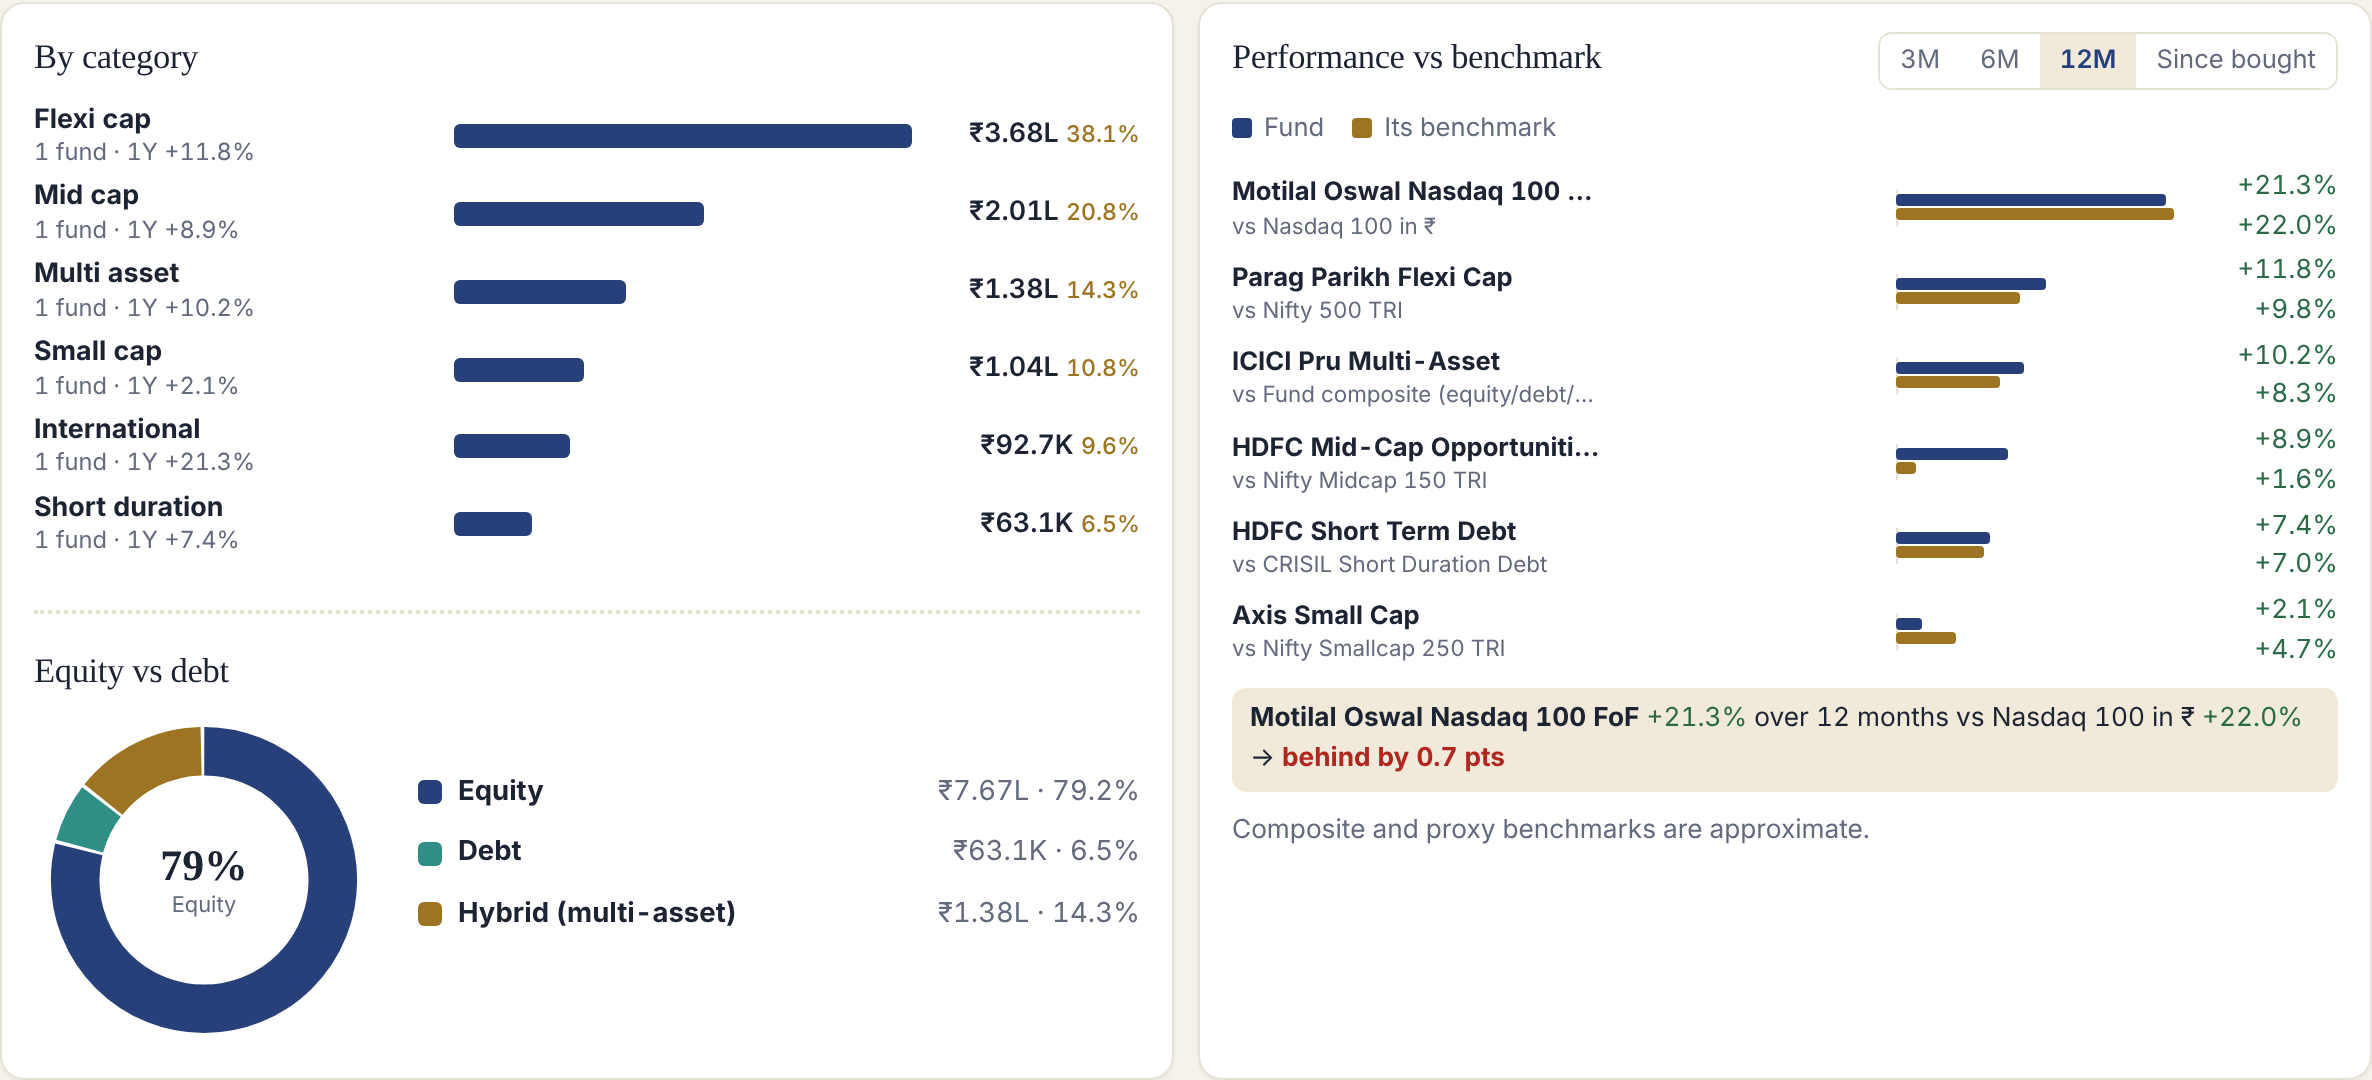 By category
Flexi cap
1 fund · 1Y +11.8%
₹3.68L 38.1%
Mid cap
1 fund · 1Y +8.9%
₹2.01L 20.8%
Multi asset
1 fund · 1Y +10.2%
₹1.38L 14.3%
Small cap
1 fund · 1Y +2.1%
₹1.04L 10.8%
International
1 fund · 1Y +21.3%
₹92.7K 9.6%
Short duration
1 fund · 1Y +7.4%
₹63.1K 6.5%
Equity vs debt
79%
Equity
Equity ₹7.67L · 79.2%
Debt ₹63.1K · 6.5%
Hybrid (multi-asset) ₹1.38L · 14.3%
Performance vs benchmark
3M 6M 12M Since bought
Fund Its benchmark
Motilal Oswal Nasdaq 100 ...
vs Nasdaq 100 in ₹
+21.3%
+22.0%
Parag Parikh Flexi Cap
vs Nifty 500 TRI
+11.8%
+9.8%
ICICI Pru Multi-Asset
vs Fund composite (equity/debt/...
+10.2%
+8.3%
HDFC Mid-Cap Opportuniti...
vs Nifty Midcap 150 TRI
+8.9%
+1.6%
HDFC Short Term Debt
vs CRISIL Short Duration Debt
+7.4%
+7.0%
Axis Small Cap
vs Nifty Smallcap 250 TRI
+2.1%
+4.7%
Motilal Oswal Nasdaq 100 FoF +21.3% over 12 months vs Nasdaq 100 in ₹ +22.0%
→ behind by 0.7 pts
Composite and proxy benchmarks are approximate.